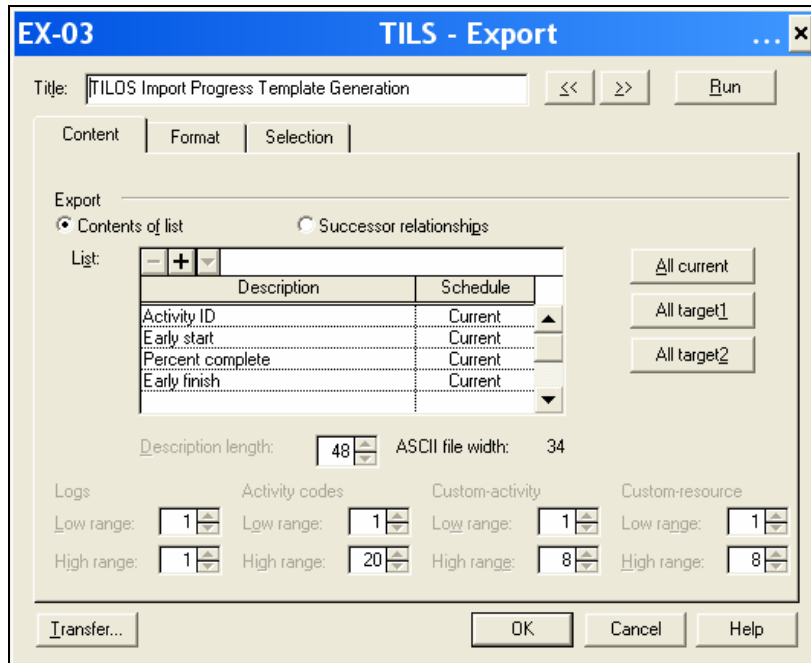 EX-03 TILS - Export ...
Title: TILOS Import Progress Template Generation << >> Run
Content Format Selection
Export
Contents of list Successor relationships
List:
All current
Description Schedule
Activity ID Current
All target1
Early start Current
Percent complete Current
All target2
Early finish Current
Description length: 48 ASCII file width: 34
Logs Activity codes Custom-activity Custom-resource
Low range: 1 Low range: 1 Low range: 1 Low range: 1
High range: 1 High range: 20 High range: 8 High range: 8
Transfer... OK Cancel Help